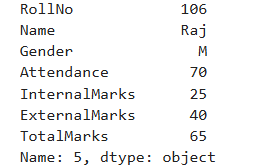 RollNo 106
Name Raj
Gender M
Attendance 70
InternalMarks 25
ExternalMarks 40
TotalMarks 65
Name: 5, dtype: object